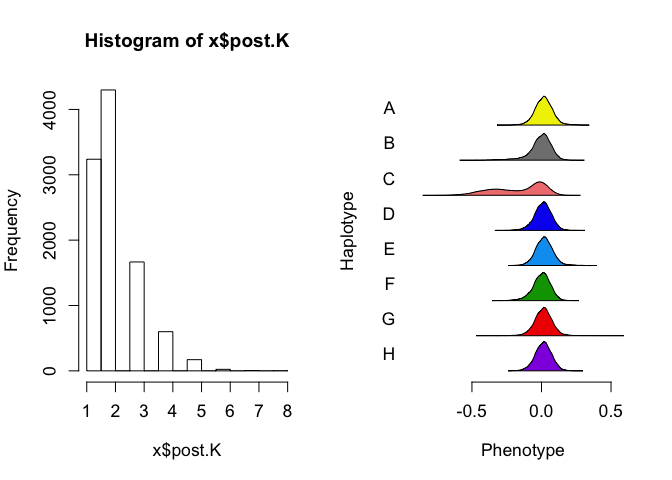 Histogram of x$post.K
Frequency
0
1000
2000
3000
4000
1 2 3 4 5 6 7 8
x$post.K
Haplotype
A
B
C
D
E
F
G
H
-0.5 0.0 0.5
Phenotype